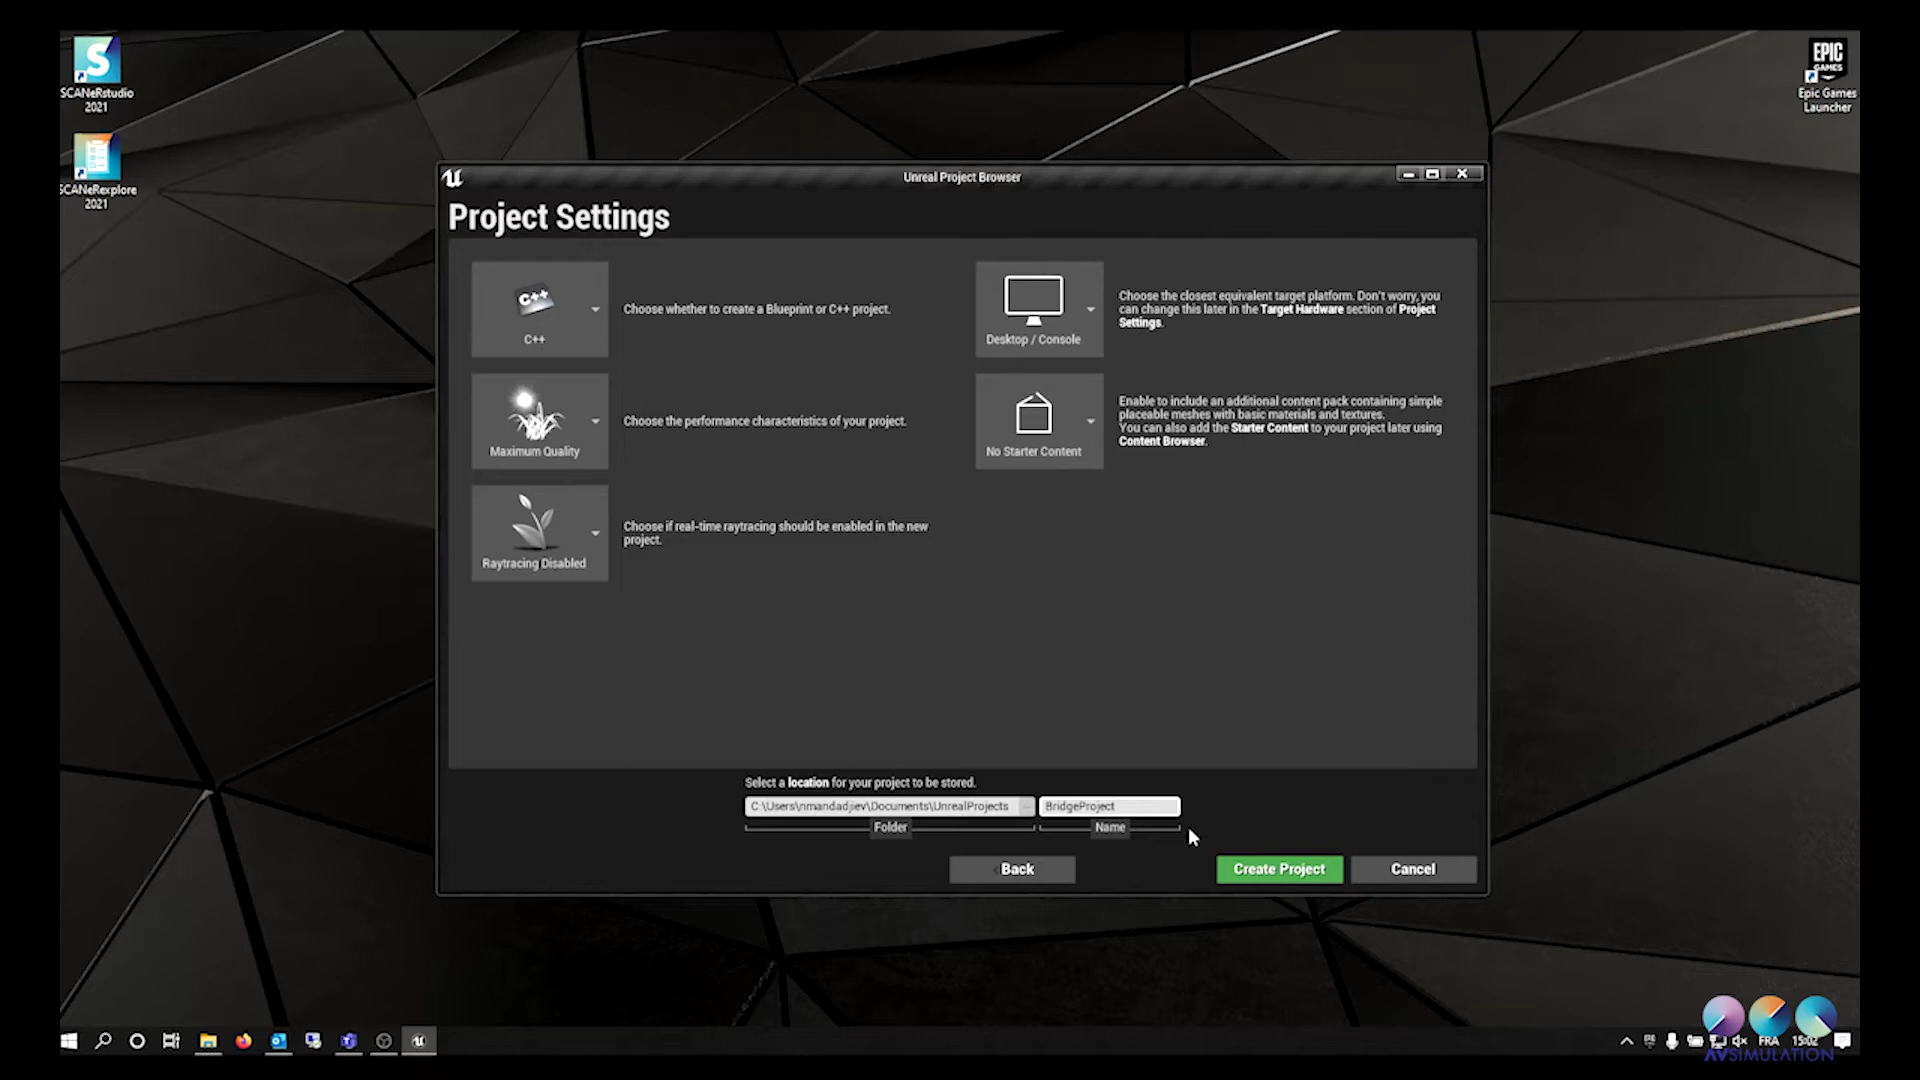 SCANeRstudio
2021
SCANeRexplore
2021
EPIC
GAMES
Epic Games
Launcher
Unreal Project Browser
Project Settings
C++
C++
Choose whether to create a Blueprint or C++ project.
Desktop / Console
Choose the closest equivalent target platform. Don't worry, you
can change this later in the Target Hardware section of Project
Settings.
Maximum Quality
Choose the performance characteristics of your project.
No Starter Content
Enable to include an additional content pack containing simple
placeable meshes with basic materials and textures.
You can also add the Starter Content to your project later using
Content Browser.
Raytracing Disabled
Choose if real-time raytracing should be enabled in the new
project.
Select a location for your project to be stored.
C:\Users\nmandadjiev\Documents\UnrealProjects
...
BridgeProject
Folder
Name
Back
Create Project
Cancel
FRA
15:02
AVSIMULATION